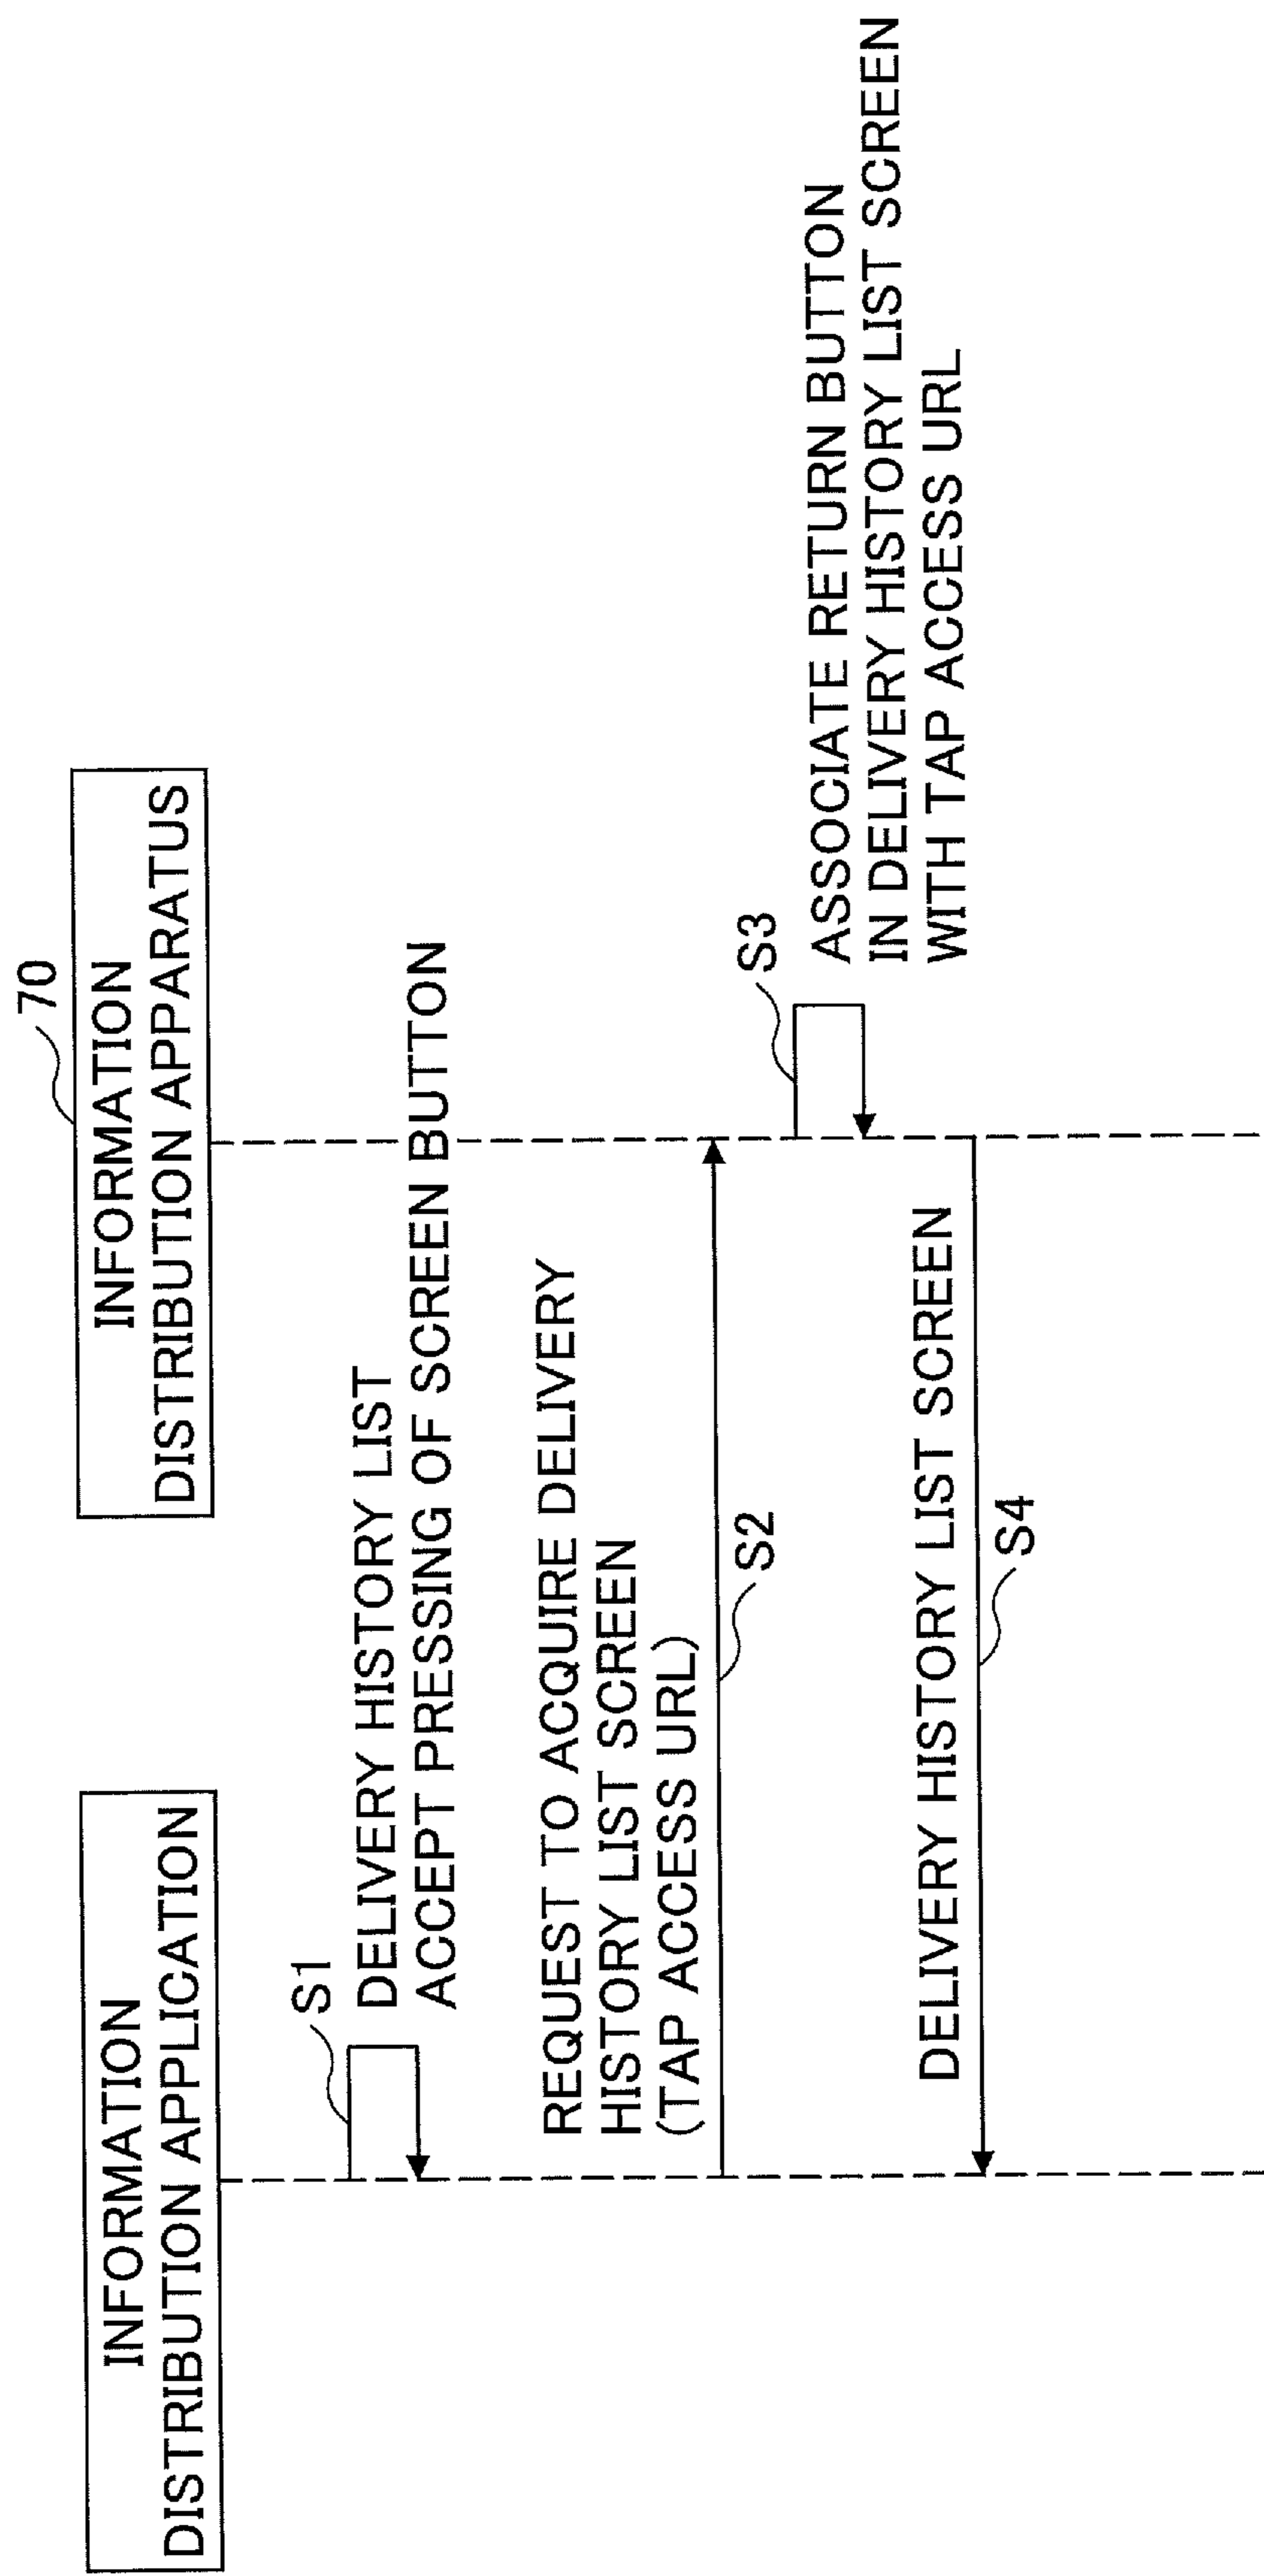 INFORMATION
DISTRIBUTION APPLICATION
70
INFORMATION
DISTRIBUTION APPARATUS
S1
DELIVERY HISTORY LIST
ACCEPT PRESSING OF SCREEN BUTTON
REQUEST TO ACQUIRE DELIVERY
HISTORY LIST SCREEN
(TAP ACCESS URL)
S2
S3
ASSOCIATE RETURN BUTTON
IN DELIVERY HISTORY LIST SCREEN
WITH TAP ACCESS URL
DELIVERY HISTORY LIST SCREEN
S4